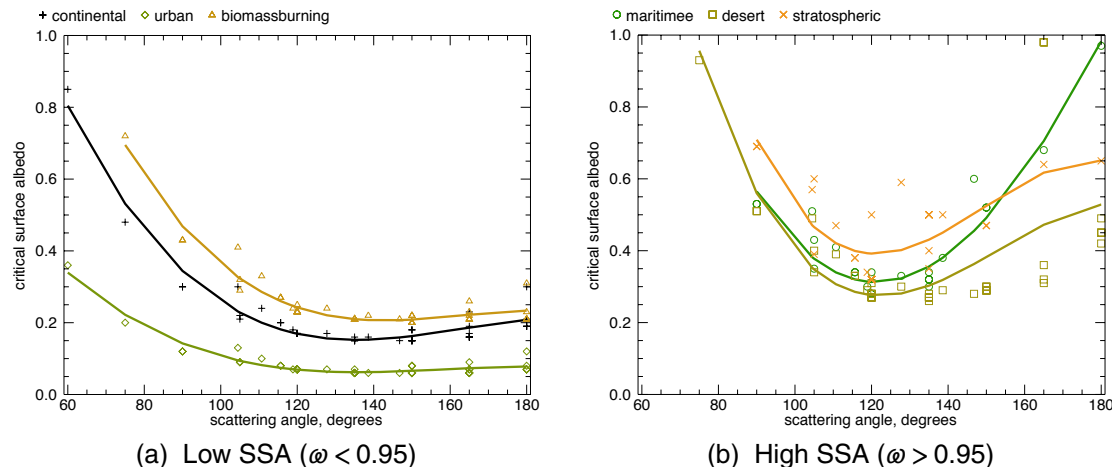 continental urban biomassburning
maritimee desert stratospheric
1.0
0.8
0.6
0.4
0.2
0.0
critical surface albedo
60 80 100 120 140 160 180
scattering angle, degrees
(a) Low SSA (ϖ < 0.95)
1.0
0.8
0.6
0.4
0.2
0.0
critical surface albedo
60 80 100 120 140 160 180
scattering angle, degrees
(b) High SSA (ϖ > 0.95)